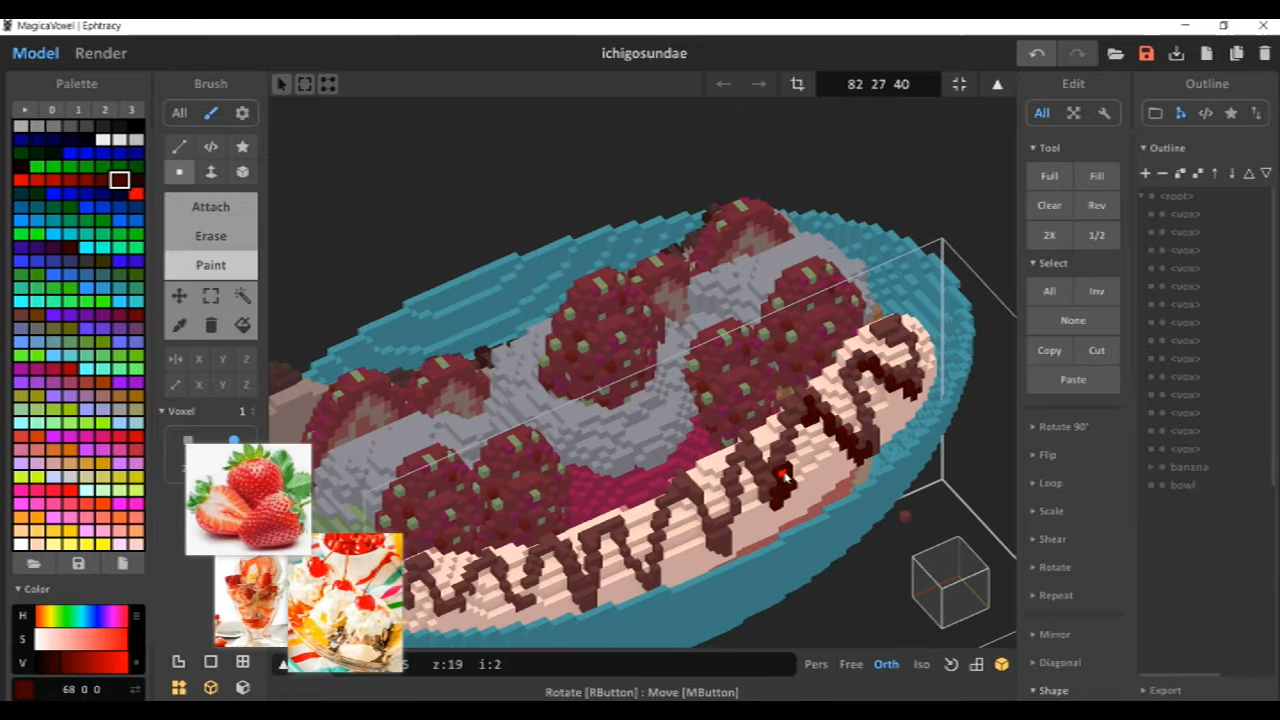 MagicaVoxel | Ephtracy
Model Render ichigosundae
Palette Brush 82 27 40 Edit Outline
0 1 2 3 All All
Tool Outline
Attach Full Fill
Erase Clear Rev <root>
Paint 2X 1/2 <vox>
Select <vox>
All Inv <vox>
None <vox>
X Y Z Copy Cut <vox>
X Y Z Paste <vox>
Voxel 1 Rotate 90° <vox>
Flip <vox>
Loop <vox>
Scale <vox>
Shear <vox>
Rotate <vox>
Repeat <vox>
Mirror <vox>
Diagonal banana
Shape bowl
Color
H
S
V
68 0 0
z:19 i:2 Pers Free Orth Iso
Rotate [RButton] : Move [MButton] Export